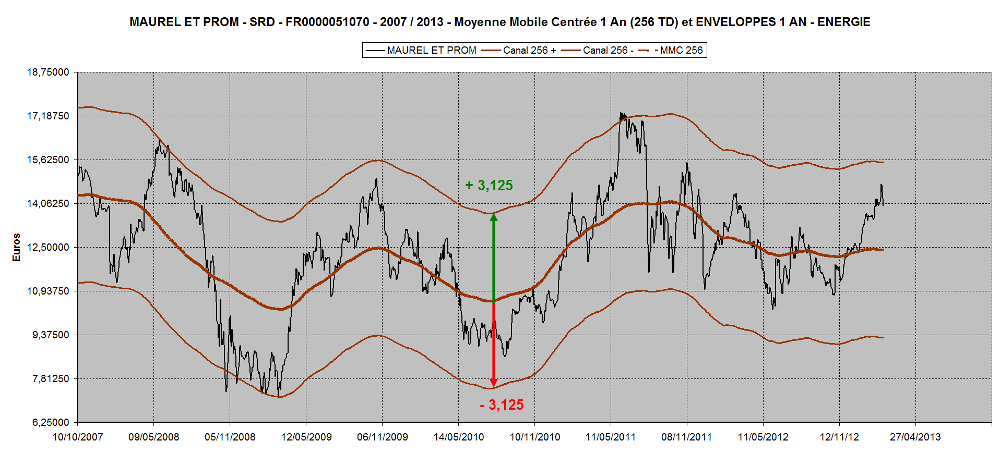 MAUREL ET PROM - SRD - FR0000051070 - 2007 / 2013 - Moyenne Mobile Centrée 1 An (256 TD) et ENVELOPPES 1 AN - ENERGIE
MAUREL ET PROM Canal 256 + Canal 256 - MMC 256
18,75000
17,18750
15,62500
14,06250
12,50000
10,93750
9,37500
7,81250
6,25000
Euros
+ 3,125
- 3,125
10/10/2007 09/05/2008 05/11/2008 12/05/2009 06/11/2009 14/05/2010 10/11/2010 11/05/2011 08/11/2011 11/05/2012 12/11/12 27/04/2013